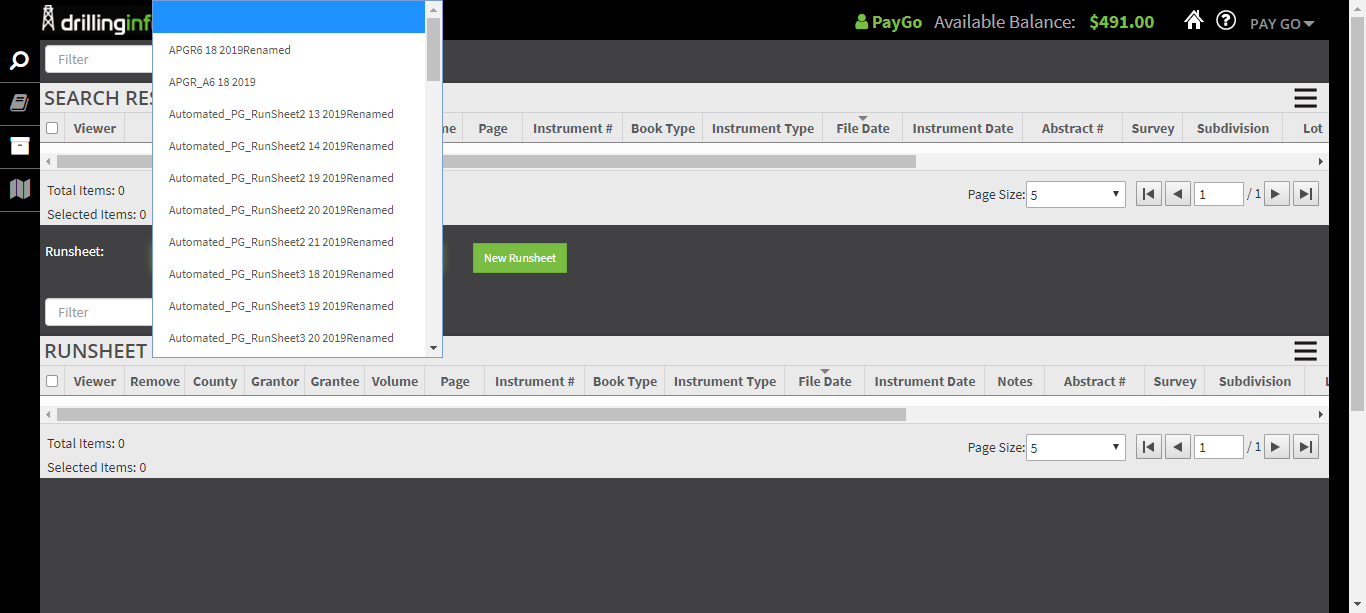 drillinginf
PayGo Available Balance: $491.00 PAY GO
Filter
APGR6 18 2019Renamed
APGR_A6 18 2019
Automated_PG_RunSheet2 13 2019Renamed
Automated_PG_RunSheet2 14 2019Renamed
Automated_PG_RunSheet2 19 2019Renamed
Automated_PG_RunSheet2 20 2019Renamed
Automated_PG_RunSheet2 21 2019Renamed
Automated_PG_RunSheet3 18 2019Renamed
Automated_PG_RunSheet3 19 2019Renamed
Automated_PG_RunSheet3 20 2019Renamed
SEARCH RES
Viewer me Page Instrument # Book Type Instrument Type File Date Instrument Date Abstract # Survey Subdivision Lot
Total Items: 0
Selected Items: 0
Page Size: 5 1 / 1
Runsheet: New Runsheet
Filter
RUNSHEET
Viewer Remove County Grantor Grantee Volume Page Instrument # Book Type Instrument Type File Date Instrument Date Notes Abstract # Survey Subdivision L
Total Items: 0
Selected Items: 0
Page Size: 5 1 / 1